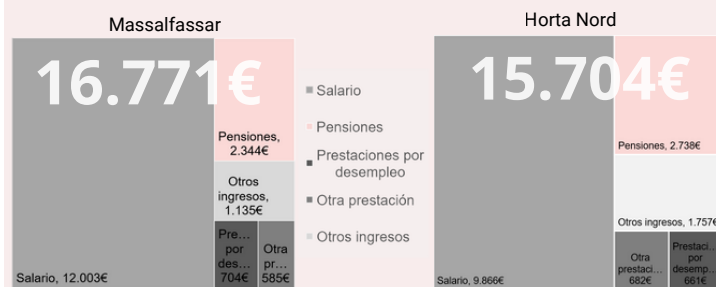 Massalfassar
16.771€
Pensiones,
2.344€
Otros
ingresos,
1.135€
Pre...
por
des...
704€
Otra
pr...
585€
Salario, 12.003€
Salario
Pensiones
Prestaciones por
desempleo
Otra prestación
Otros ingresos
Horta Nord
15.704€
Pensiones, 2.738€
Otros ingresos, 1.757€
Otra
prestaci...
682€
Prestaci...
por
desemp...
661€
Salario, 9.866€